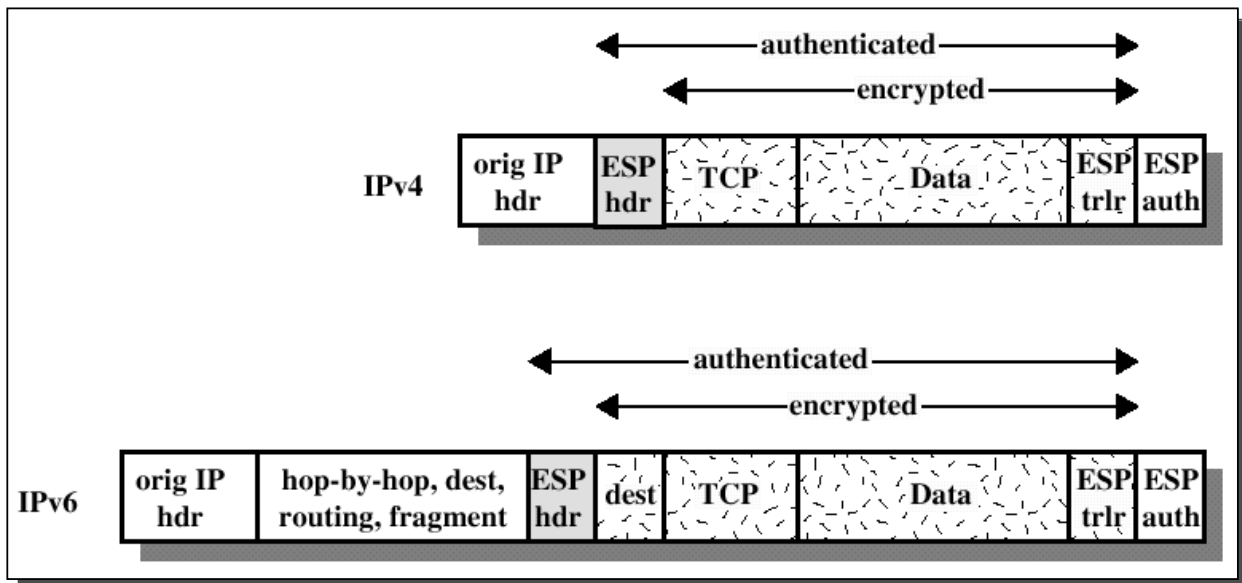 authenticated
encrypted
IPv4
orig IP
hdr
ESP
hdr
TCP
Data
ESP
trlr
ESP
auth
authenticated
encrypted
IPv6
orig IP
hdr
hop-by-hop, dest,
routing, fragment
ESP
hdr
dest
TCP
Data
ESP
trlr
ESP
auth